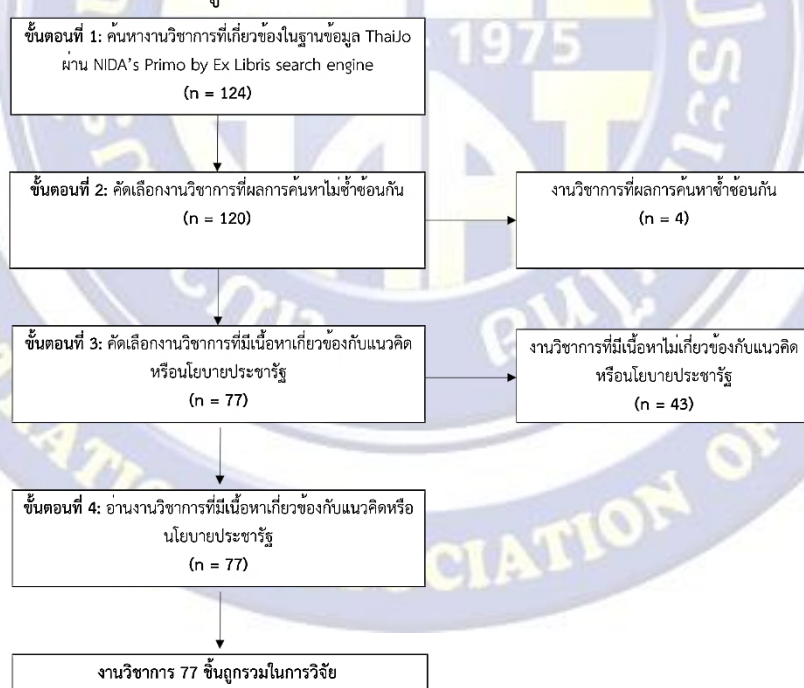 ขั้นตอนที่ 1: ค้นหางานวิชาการที่เกี่ยวข้องในฐานข้อมูล ThaiJo
ผ่าน NIDA's Primo by Ex Libris search engine
(n = 124)
1975
ขั้นตอนที่ 2: คัดเลือกงานวิชาการที่ผลการค้นหาไม่ซ้ำซ้อนกัน
(n = 120)
งานวิชาการที่ผลการค้นหาซ้ำซ้อนกัน
(n = 4)
ขั้นตอนที่ 3: คัดเลือกงานวิชาการที่มีเนื้อหาเกี่ยวข้องกับแนวคิด
หรือนโยบายประชารัฐ
(n = 77)
งานวิชาการที่มีเนื้อหาไม่เกี่ยวข้องกับแนวคิด
หรือนโยบายประชารัฐ
(n = 43)
ขั้นตอนที่ 4: อ่านงานวิชาการที่มีเนื้อหาเกี่ยวข้องกับแนวคิดหรือ
นโยบายประชารัฐ
(n = 77)
OF
งานวิชาการ 77 ชิ้นถูกรวมในการวิจัย